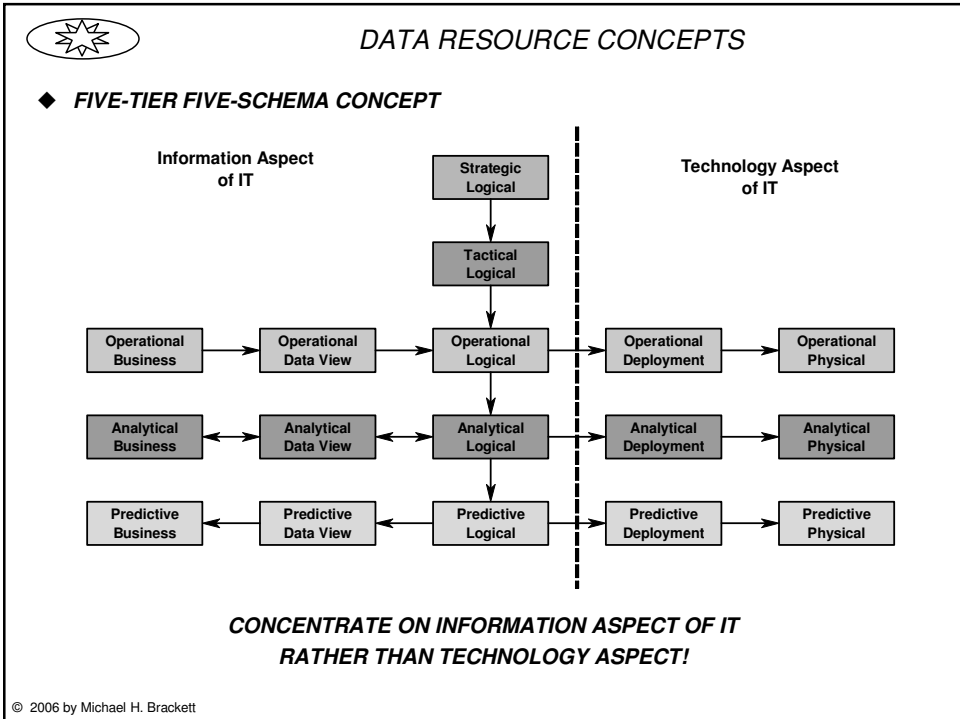 DATA RESOURCE CONCEPTS
◆ FIVE-TIER FIVE-SCHEMA CONCEPT
Information Aspect
of IT
Technology Aspect
of IT
Strategic
Logical
Tactical
Logical
Operational
Business
Operational
Data View
Operational
Logical
Operational
Deployment
Operational
Physical
Analytical
Business
Analytical
Data View
Analytical
Logical
Analytical
Deployment
Analytical
Physical
Predictive
Business
Predictive
Data View
Predictive
Logical
Predictive
Deployment
Predictive
Physical
CONCENTRATE ON INFORMATION ASPECT OF IT
RATHER THAN TECHNOLOGY ASPECT!
© 2006 by Michael H. Brackett